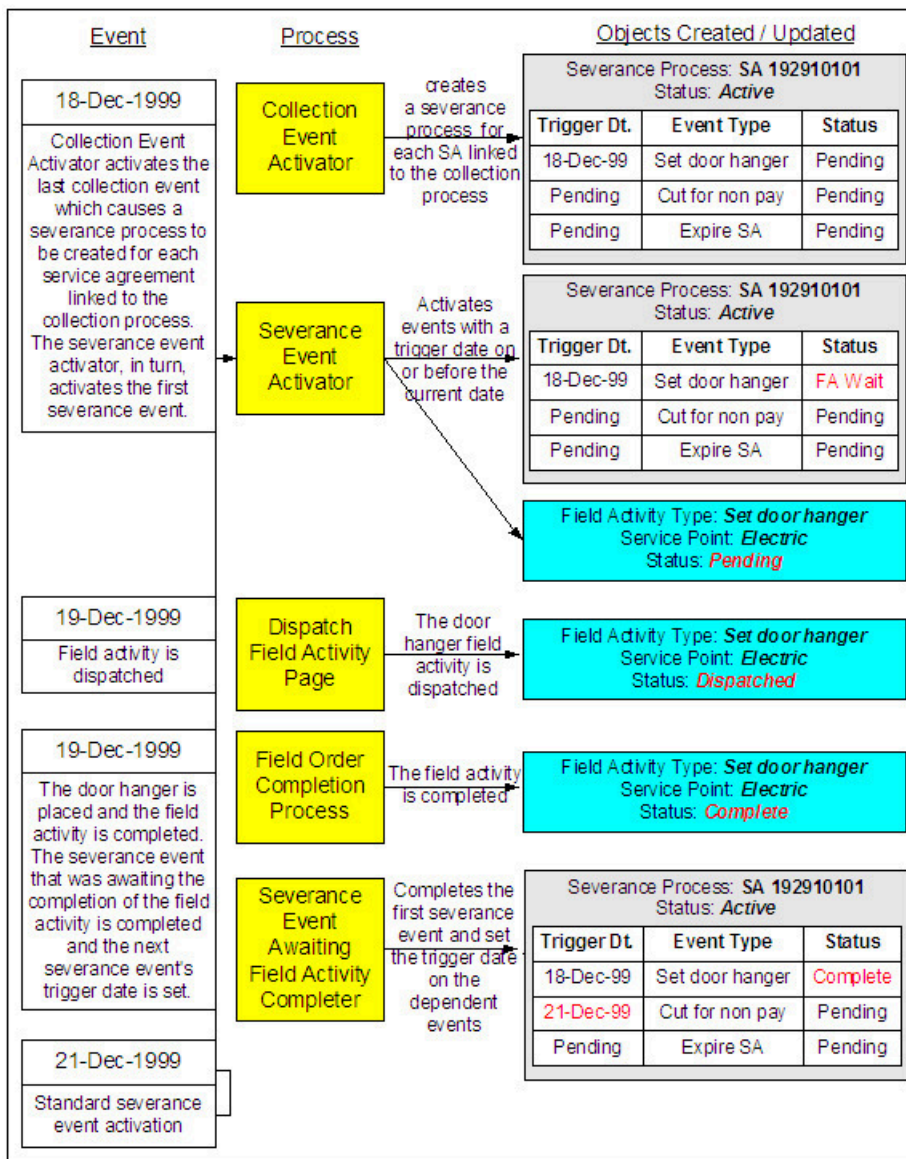 Event
Process
Objects Created / Updated
18-Dec-1999
Collection Event
Activator activates the
last collection event
which causes a
severance process to
be created for each
service agreement
linked to the
collection process.
The severance event
activator, in turn,
activates the first
severance event.
Collection
Event
Activator
creates
a severance
process for
each SA linked
to the collection
process
Severance Process: SA 192910101
Status: Active
Trigger Dt. Event Type Status
18-Dec-99 Set door hanger Pending
Pending Cut for non pay Pending
Pending Expire SA Pending
Severance
Event
Activator
Activates
events with a
trigger date on
or before the
current date
Severance Process: SA 192910101
Status: Active
Trigger Dt. Event Type Status
18-Dec-99 Set door hanger FA Wait
Pending Cut for non pay Pending
Pending Expire SA Pending
Field Activity Type: Set door hanger
Service Point: Electric
Status: Pending
19-Dec-1999
Field activity is
dispatched
Dispatch
Field Activity
Page
The door
hanger field
activity is
dispatched
Field Activity Type: Set door hanger
Service Point: Electric
Status: Dispatched
19-Dec-1999
The door hanger is
placed and the field
activity is completed.
The severance event
that was awaiting the
completion of the field
activity is completed
and the next
severance event's
trigger date is set.
Field Order
Completion
Process
The field activity
is completed
Field Activity Type: Set door hanger
Service Point: Electric
Status: Complete
Severance
Event
Awaiting
Field Activity
Completer
Completes the
first severance
event and set
the trigger date
on the
dependent
events
Severance Process: SA 192910101
Status: Active
Trigger Dt. Event Type Status
18-Dec-99 Set door hanger Complete
21-Dec-99 Cut for non pay Pending
Pending Expire SA Pending
21-Dec-1999
Standard severance
event activation